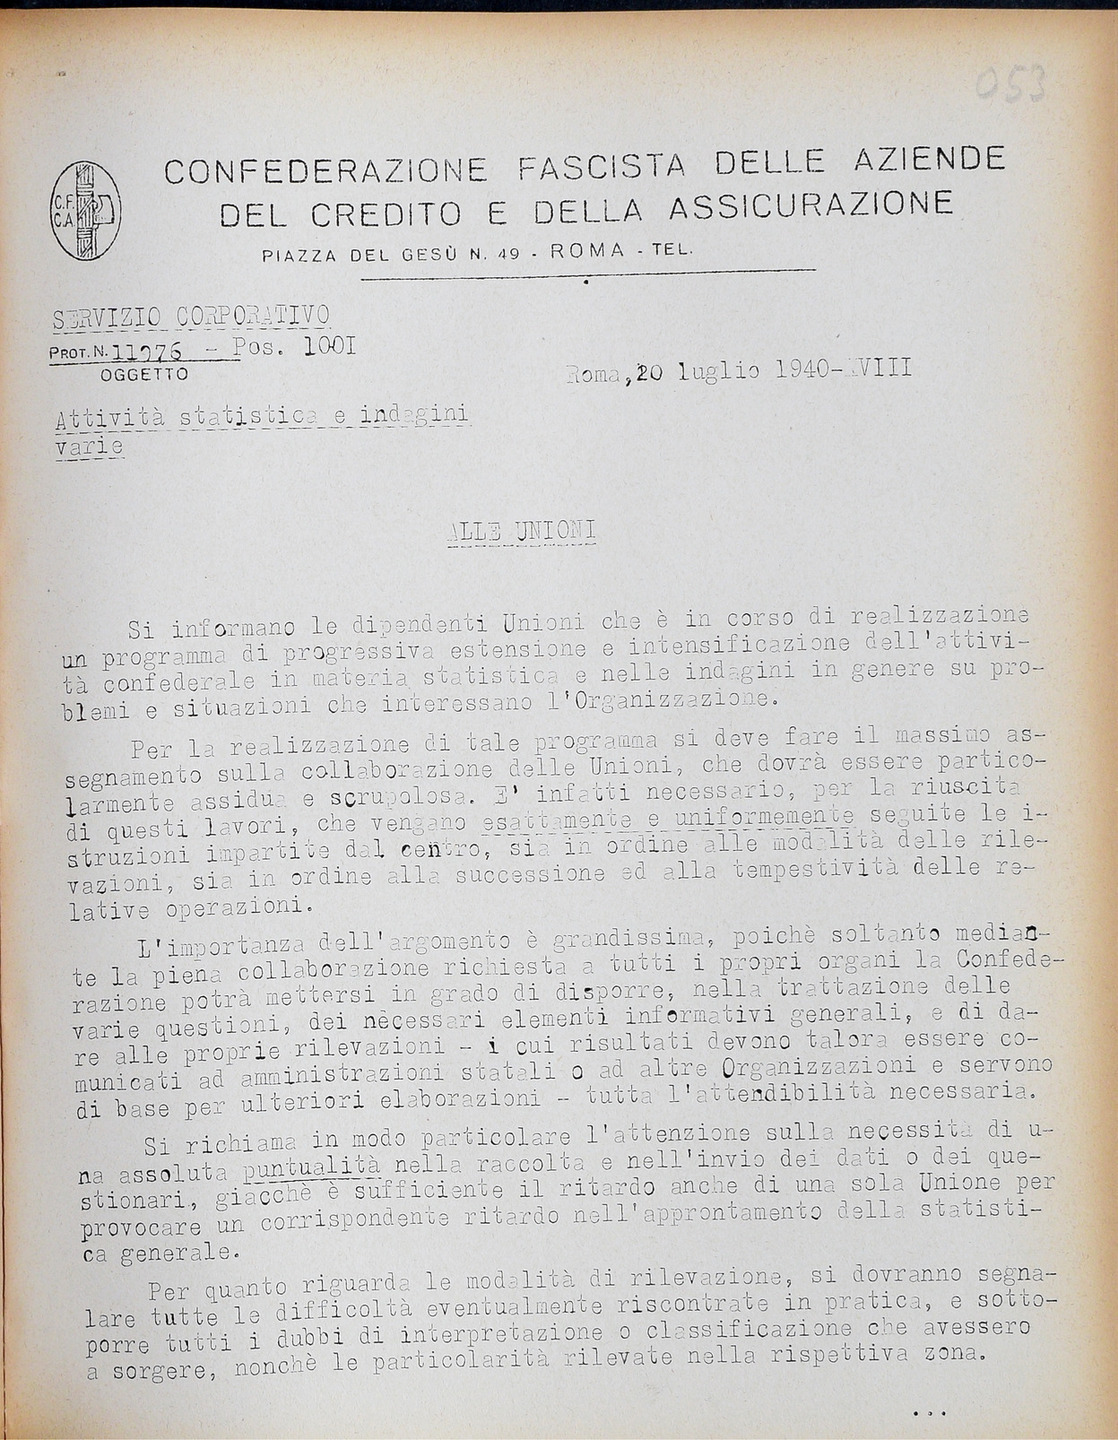 053
C.F.
C.A.
CONFEDERAZIONE FASCISTA DELLE AZIENDE
DEL CREDITO E DELLA ASSICURAZIONE
PIAZZA DEL GESÙ N. 49 - ROMA - TEL.
SERVIZIO CORPORATIVO
PROT. N. 11976 - Pos. 1001
OGGETTO
Roma, 20 luglio 1940-XVIII
Attività statistica e indagini
varie
ALLE UNIONI
Si informano le dipendenti Unioni che è in corso di realizzazione
un programma di progressiva estensione e intensificazione dell'attivi-
tà confederale in materia statistica e nelle indagini in genere su pro-
blemi e situazioni che interessano l'Organizzazione.
Per la realizzazione di tale programma si deve fare il massimo as-
segnamento sulla collaborazione delle Unioni, che dovrà essere partico-
larmente assidua e scrupolosa. E' infatti necessario, per la riuscita
di questi lavori, che vengano esattamente e uniformemente seguite le i-
struzioni impartite dal centro, sia in ordine alle modalità delle rile-
vazioni, sia in ordine alla successione ed alla tempestività delle re-
lative operazioni.
L'importanza dell'argomento è grandissima, poichè soltanto median-
te la piena collaborazione richiesta a tutti i propri organi la Confede-
razione potrà mettersi in grado di disporre, nella trattazione delle
varie questioni, dei necessari elementi informativi generali, e di da-
re alle proprie rilevazioni - i cui risultati devono talora essere co-
municati ad amministrazioni statali o ad altre Organizzazioni e servono
di base per ulteriori elaborazioni - tutta l'attendibilità necessaria.
Si richiama in modo particolare l'attenzione sulla necessità di u-
na assoluta puntualità nella raccolta e nell'invio dei dati o dei que-
stionari, giacchè è sufficiente il ritardo anche di una sola Unione per
provocare un corrispondente ritardo nell'approntamento della statisti-
ca generale.
Per quanto riguarda le modalità di rilevazione, si dovranno segna-
lare tutte le difficoltà eventualmente riscontrate in pratica, e sotto-
porre tutti i dubbi di interpretazione o classificazione che avessero
a sorgere, nonchè le particolarità rilevate nella rispettiva zona.
...